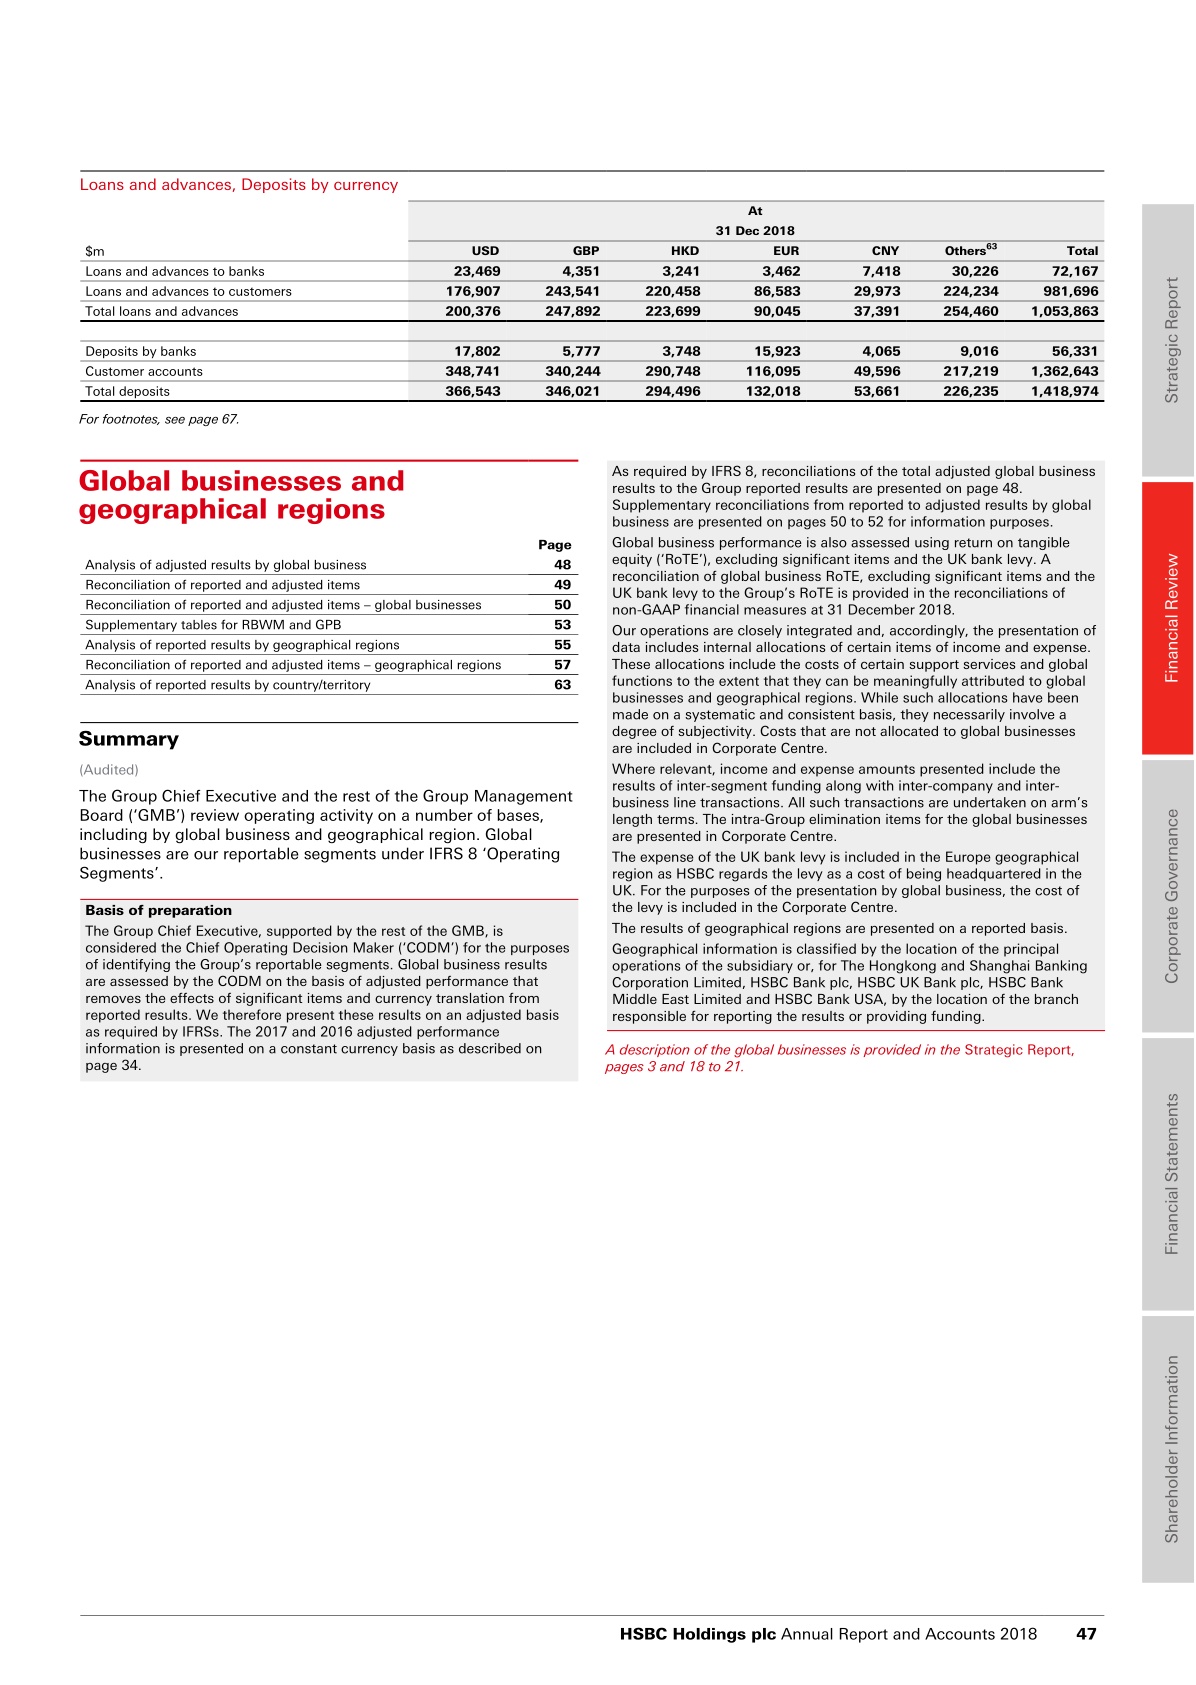 Loans and advances, Deposits by currency
At
31 Dec 2018
$m USD GBP HKD EUR CNY Others63 Total
Loans and advances to banks 23,469 4,351 3,241 3,462 7,418 30,226 72,167
Loans and advances to customers 176,907 243,541 220,458 86,583 29,973 224,234 981,696
Total loans and advances 200,376 247,892 223,699 90,045 37,391 254,460 1,053,863
Deposits by banks 17,802 5,777 3,748 15,923 4,065 9,016 56,331
Customer accounts 348,741 340,244 290,748 116,095 49,596 217,219 1,362,643
Total deposits 366,543 346,021 294,496 132,018 53,661 226,235 1,418,974
For footnotes, see page 67.
Global businesses and
geographical regions
Page
Analysis of adjusted results by global business 48
Reconciliation of reported and adjusted items 49
Reconciliation of reported and adjusted items – global businesses 50
Supplementary tables for RBWM and GPB 53
Analysis of reported results by geographical regions 55
Reconciliation of reported and adjusted items – geographical regions 57
Analysis of reported results by country/territory 63
Summary
(Audited)
The Group Chief Executive and the rest of the Group Management
Board (‘GMB’) review operating activity on a number of bases,
including by global business and geographical region. Global
businesses are our reportable segments under IFRS 8 ‘Operating
Segments’.
Basis of preparation
The Group Chief Executive, supported by the rest of the GMB, is
considered the Chief Operating Decision Maker (‘CODM’) for the purposes
of identifying the Group’s reportable segments. Global business results
are assessed by the CODM on the basis of adjusted performance that
removes the effects of significant items and currency translation from
reported results. We therefore present these results on an adjusted basis
as required by IFRSs. The 2017 and 2016 adjusted performance
information is presented on a constant currency basis as described on
page 34.
As required by IFRS 8, reconciliations of the total adjusted global business
results to the Group reported results are presented on page 48.
Supplementary reconciliations from reported to adjusted results by global
business are presented on pages 50 to 52 for information purposes.
Global business performance is also assessed using return on tangible
equity (‘RoTE’), excluding significant items and the UK bank levy. A
reconciliation of global business RoTE, excluding significant items and the
UK bank levy to the Group’s RoTE is provided in the reconciliations of
non-GAAP financial measures at 31 December 2018.
Our operations are closely integrated and, accordingly, the presentation of
data includes internal allocations of certain items of income and expense.
These allocations include the costs of certain support services and global
functions to the extent that they can be meaningfully attributed to global
businesses and geographical regions. While such allocations have been
made on a systematic and consistent basis, they necessarily involve a
degree of subjectivity. Costs that are not allocated to global businesses
are included in Corporate Centre.
Where relevant, income and expense amounts presented include the
results of inter-segment funding along with inter-company and inter-
business line transactions. All such transactions are undertaken on arm’s
length terms. The intra-Group elimination items for the global businesses
are presented in Corporate Centre.
The expense of the UK bank levy is included in the Europe geographical
region as HSBC regards the levy as a cost of being headquartered in the
UK. For the purposes of the presentation by global business, the cost of
the levy is included in the Corporate Centre.
The results of geographical regions are presented on a reported basis.
Geographical information is classified by the location of the principal
operations of the subsidiary or, for The Hongkong and Shanghai Banking
Corporation Limited, HSBC Bank plc, HSBC UK Bank plc, HSBC Bank
Middle East Limited and HSBC Bank USA, by the location of the branch
responsible for reporting the results or providing funding.
A description of the global businesses is provided in the Strategic Report,
pages 3 and 18 to 21.
Strategic Report
Financial Review
Corporate Governance
Financial Statements
Shareholder Information
HSBC Holdings plc Annual Report and Accounts 2018 47